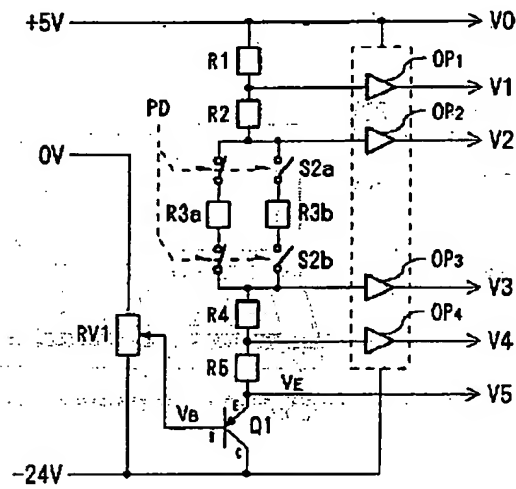 +5V
V0
R1
OP1
V1
R2
OP2
V2
PD
0V
S2a
R3a
R3b
S2b
OP3
V3
R4
OP4
V4
RV1
R5
VE
V5
VB
E
Q1
B
C
-24V